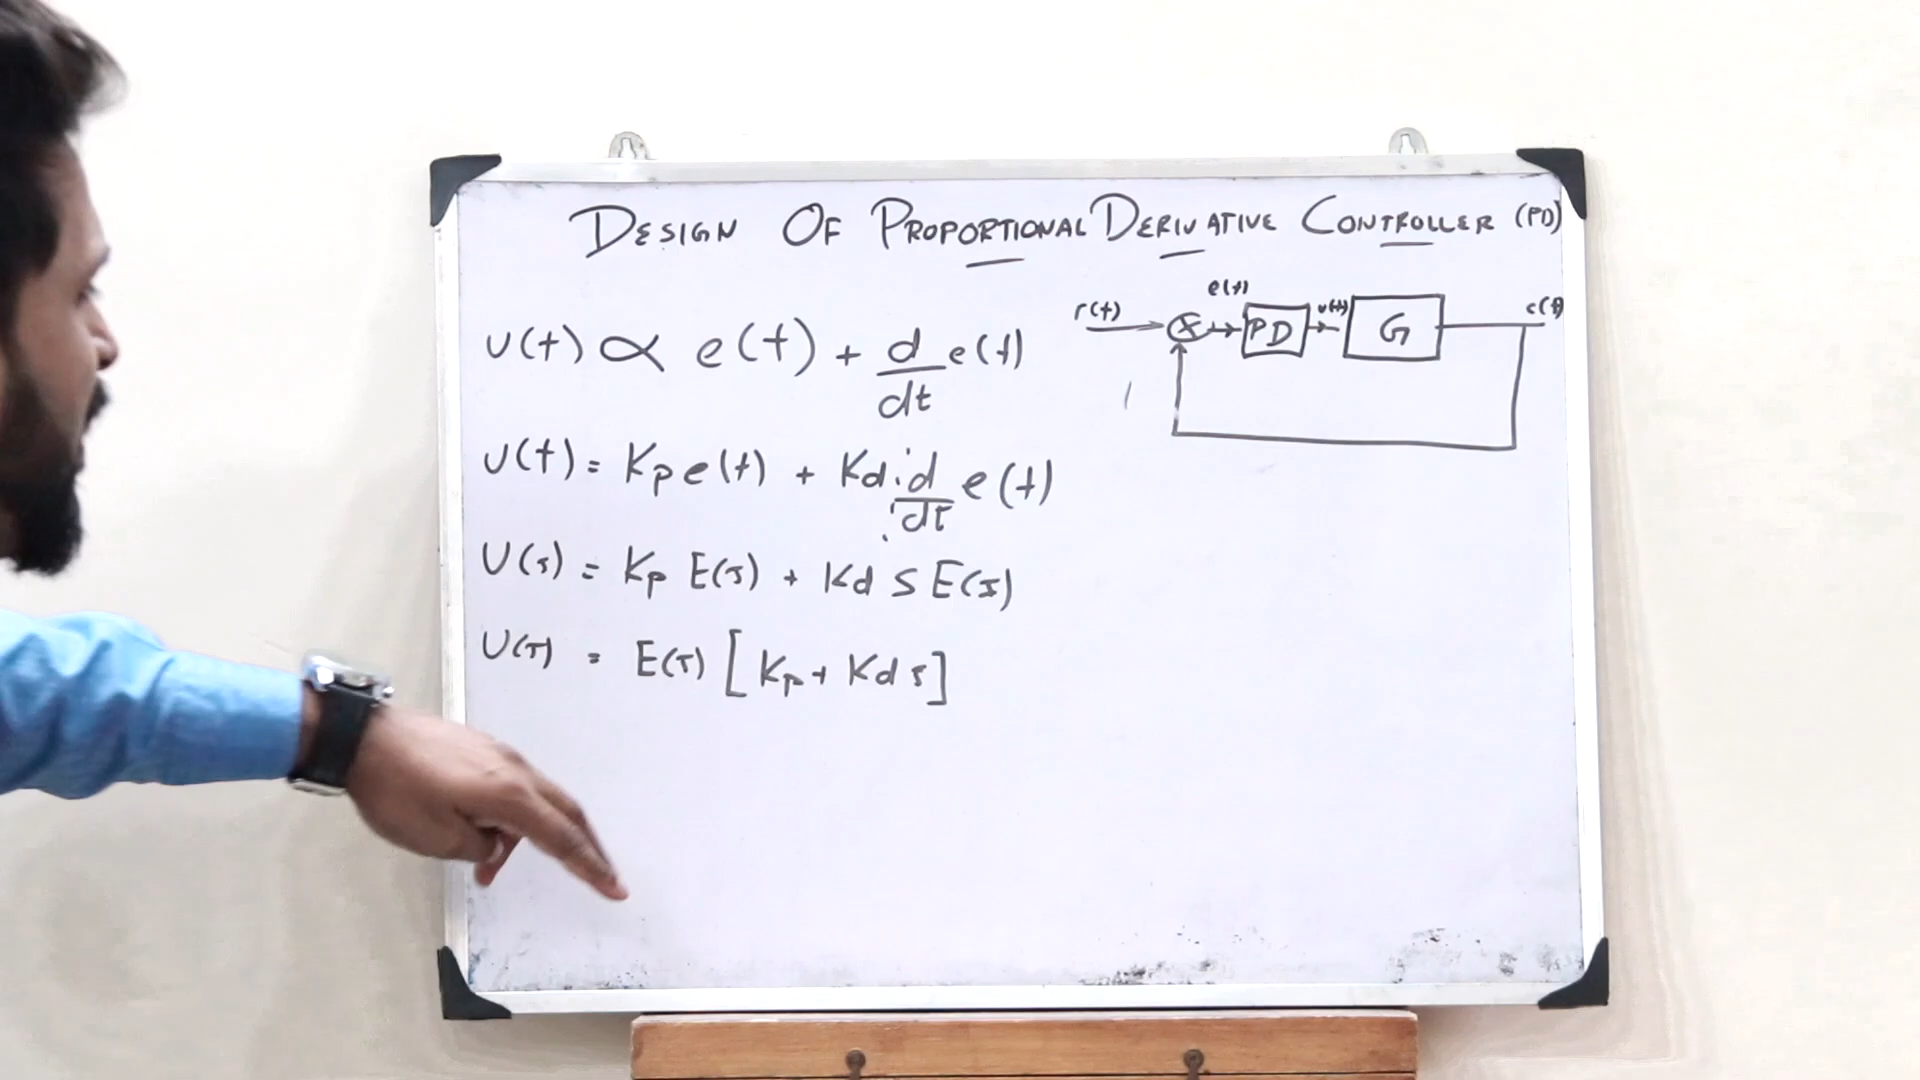 DESIGN OF PROPORTIONAL DERIVATIVE CONTROLLER (PD)
U(t) ∝ e(t) + d/dt e(t)
U(t) = Kp e(t) + Kd d/dt e(t)
U(s) = Kp E(s) + Kd S E(s)
U(s) = E(s) [Kp + Kd s]
r(t) e(t) PD u(t) G c(t)